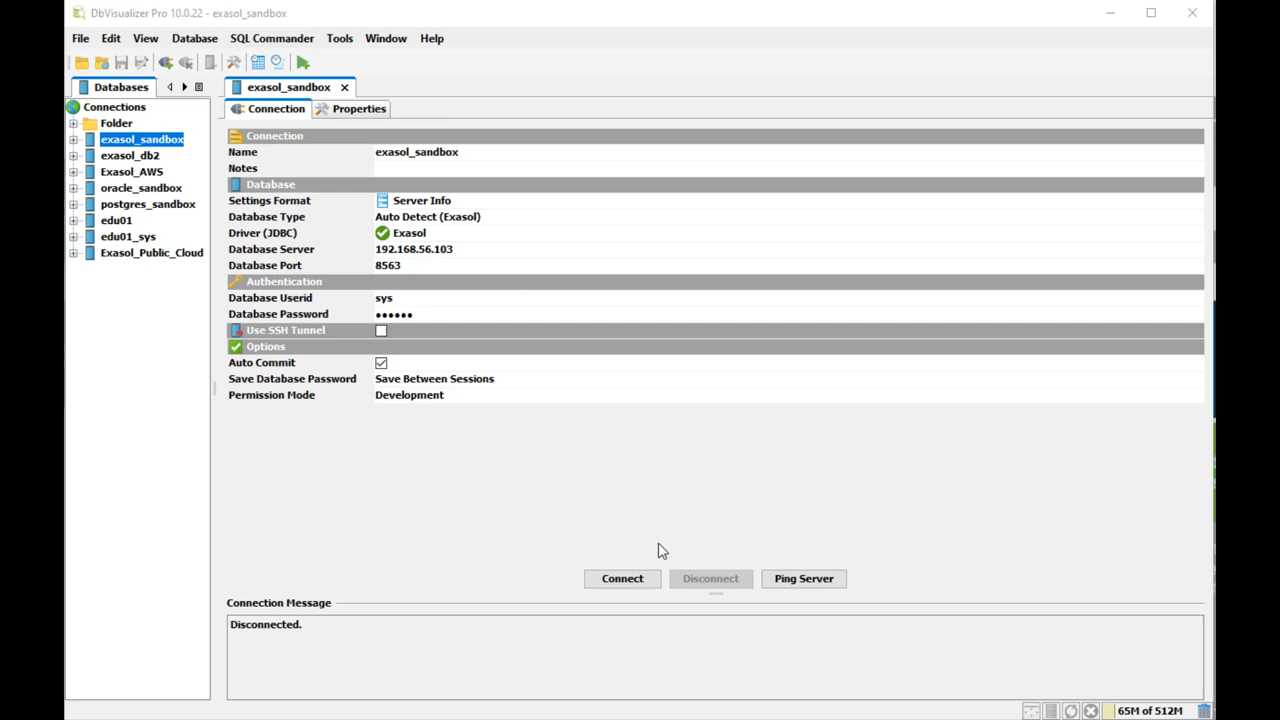 DbVisualizer Pro 10.0.22 - exasol_sandbox
File Edit View Database SQL Commander Tools Window Help
Databases
exasol_sandbox
Connections
Folder
exasol_sandbox
exasol_db2
Exasol_AWS
oracle_sandbox
postgres_sandbox
edu01
edu01_sys
Exasol_Public_Cloud
Connection Properties
Connection
Name exasol_sandbox
Notes
Database
Settings Format Server Info
Database Type Auto Detect (Exasol)
Driver (JDBC) Exasol
Database Server 192.168.56.103
Database Port 8563
Authentication
Database Userid sys
Database Password ••••••
Use SSH Tunnel
Options
Auto Commit
Save Database Password Save Between Sessions
Permission Mode Development
Connect Disconnect Ping Server
Connection Message
Disconnected.
65M of 512M